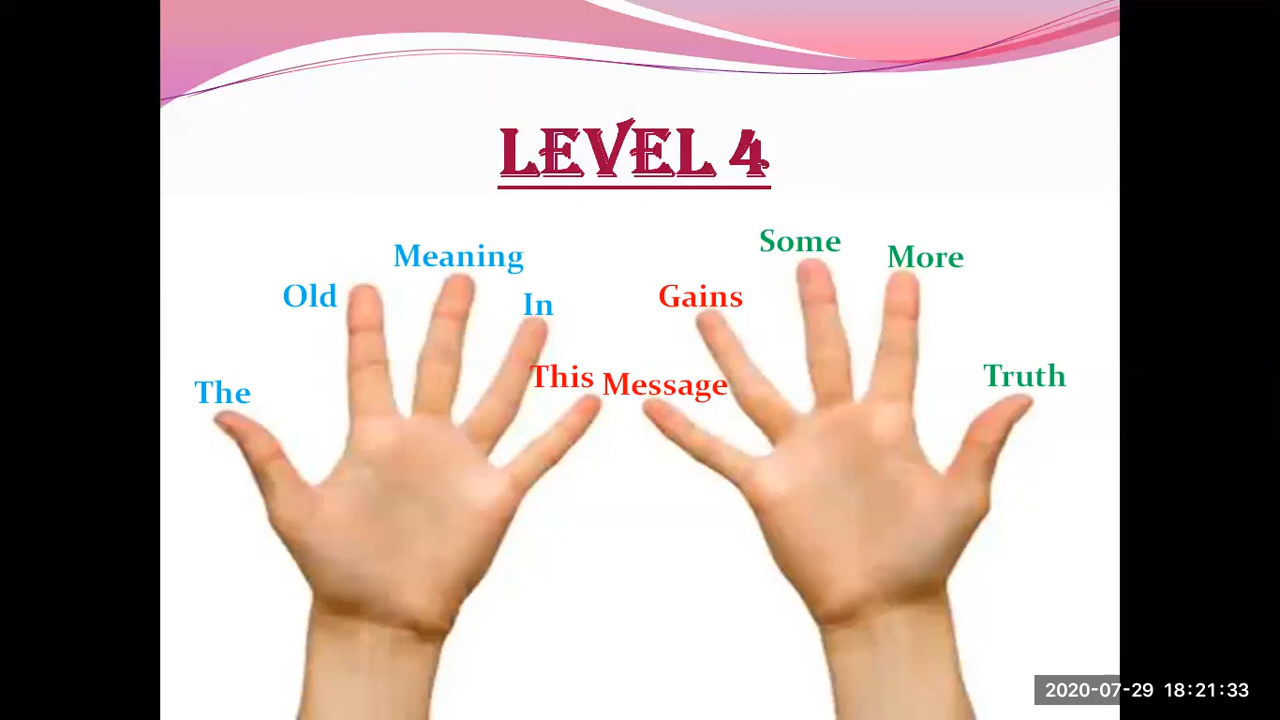 LEVEL 4
The
Old
Meaning
In
This
Message
Gains
Some
More
Truth
2020-07-29 18:21:33